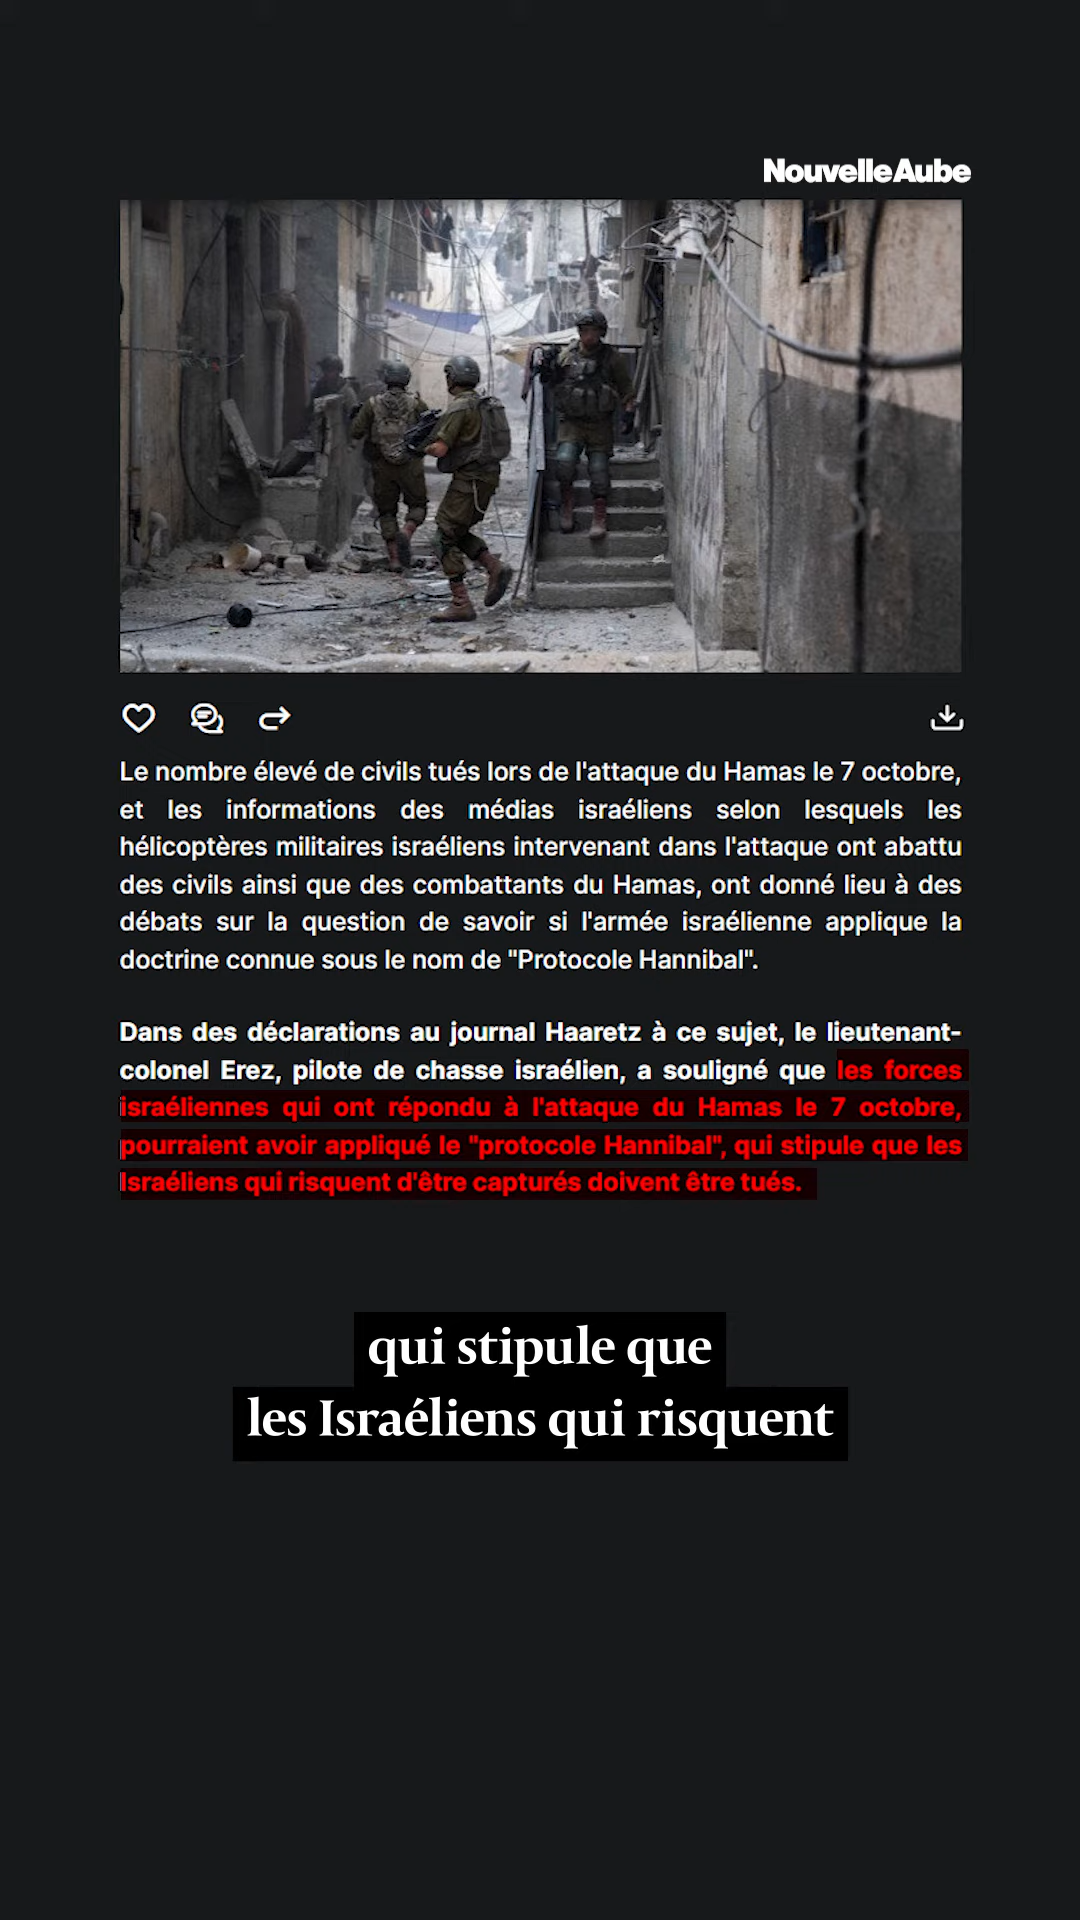 NouvelleAube
Le nombre élevé de civils tués lors de l'attaque du Hamas le 7 octobre,
et les informations des médias israéliens selon lesquels les
hélicoptères militaires israéliens intervenant dans l'attaque ont abattu
des civils ainsi que des combattants du Hamas, ont donné lieu à des
débats sur la question de savoir si l'armée israélienne applique la
doctrine connue sous le nom de "Protocole Hannibal".
Dans des déclarations au journal Haaretz à ce sujet, le lieutenant-
colonel Erez, pilote de chasse israélien, a souligné que les forces
israéliennes qui ont répondu à l'attaque du Hamas le 7 octobre,
pourraient avoir appliqué le "protocole Hannibal", qui stipule que les
Israéliens qui risquent d'être capturés doivent être tués.
qui stipule que
les Israéliens qui risquent